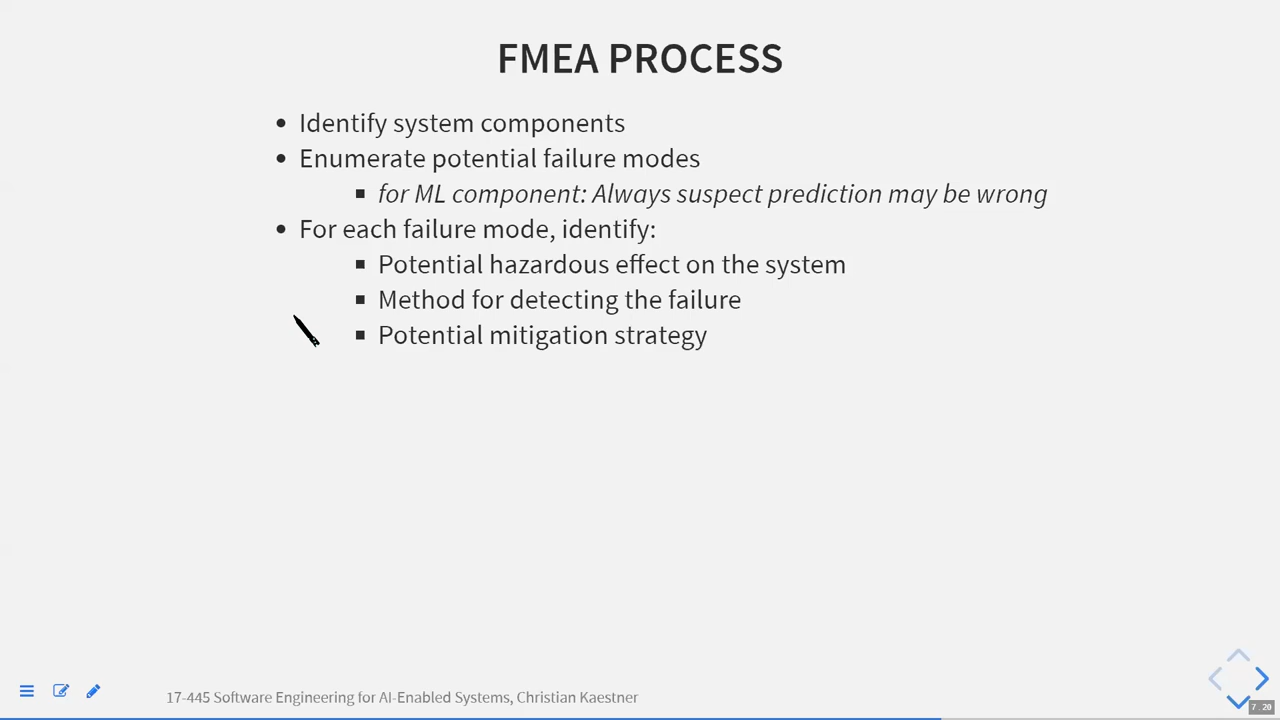 FMEA PROCESS
Identify system components
Enumerate potential failure modes
for ML component: Always suspect prediction may be wrong
For each failure mode, identify:
Potential hazardous effect on the system
Method for detecting the failure
Potential mitigation strategy
17-445 Software Engineering for AI-Enabled Systems, Christian Kaestner
7 . 20